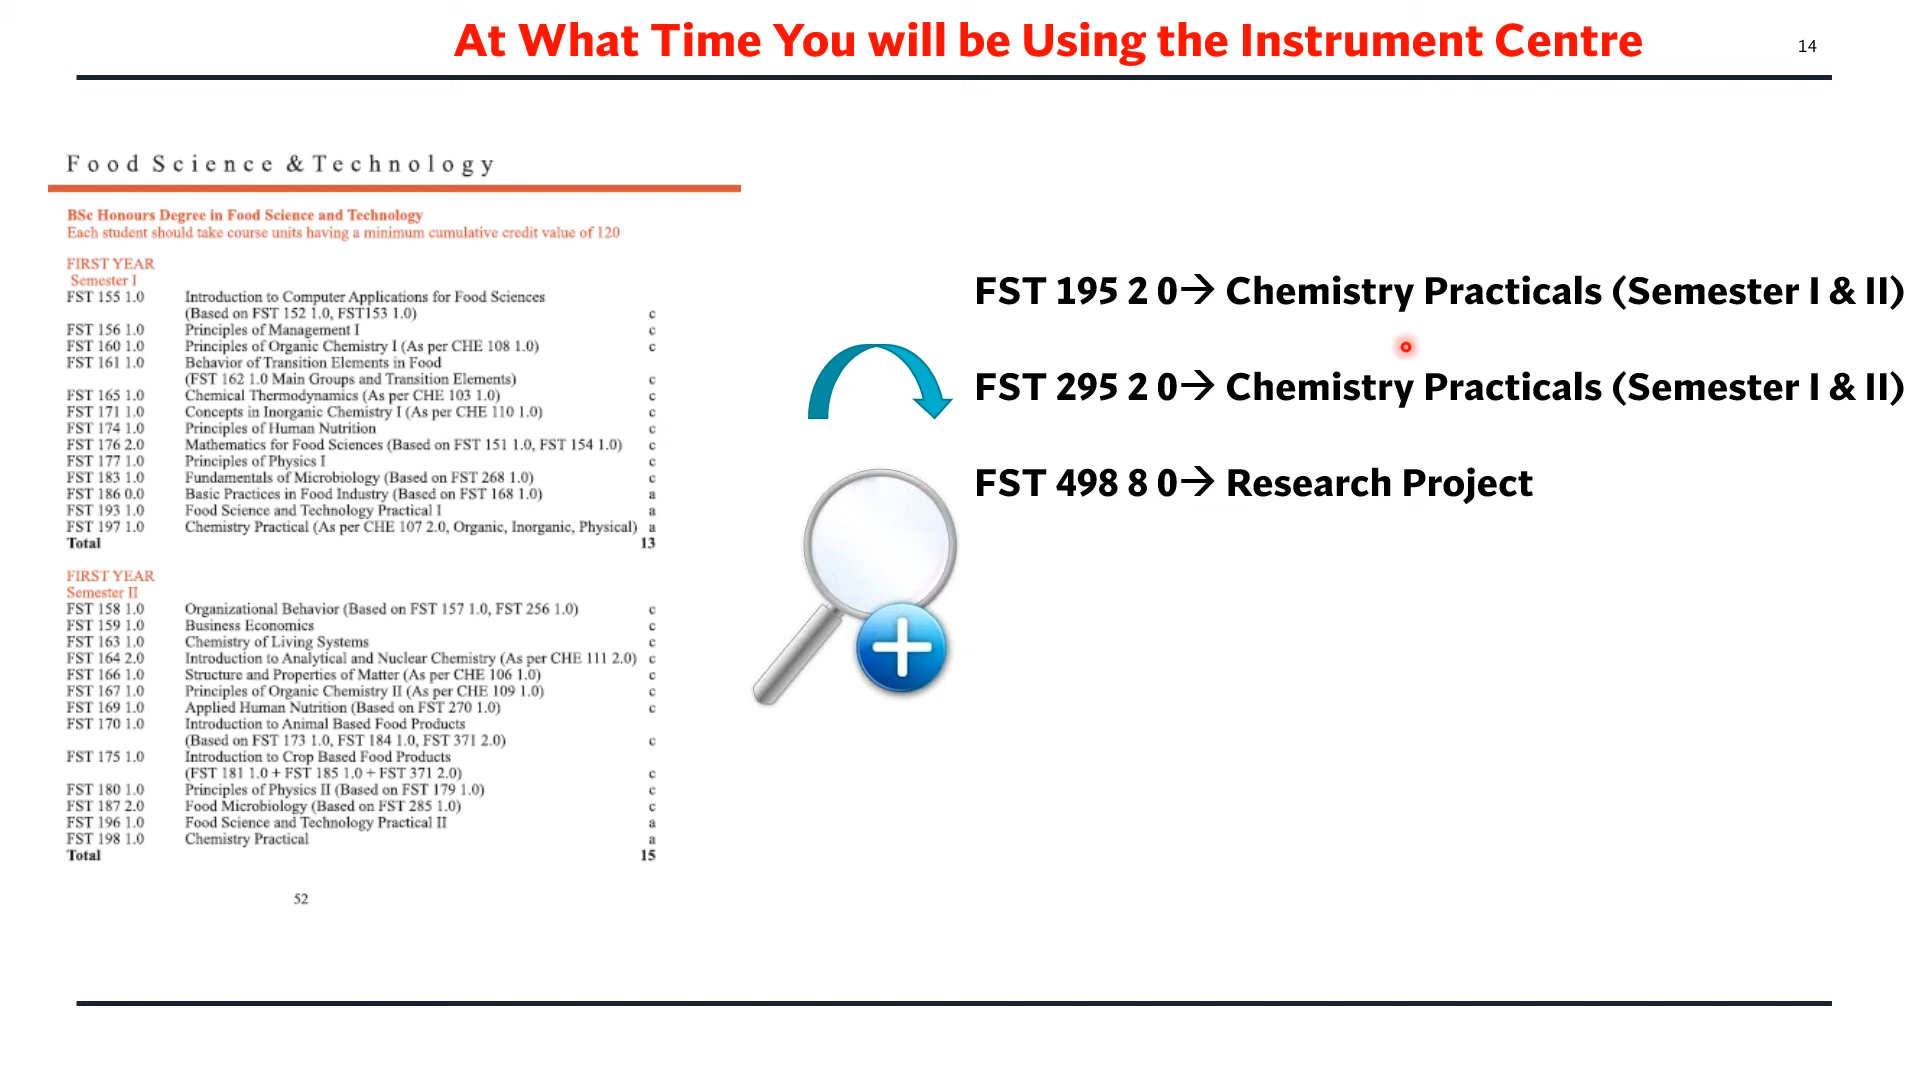 At What Time You will be Using the Instrument Centre
14
Food Science & Technology
BSc Honours Degree in Food Science and Technology
Each student should take course units having a minimum cumulative credit value of 120
FIRST YEAR
Semester I
FST 155 1.0 Introduction to Computer Applications for Food Sciences
(Based on FST 152 1.0, FST153 1.0) c
FST 156 1.0 Principles of Management I c
FST 160 1.0 Principles of Organic Chemistry I (As per CHE 108 1.0) c
FST 161 1.0 Behavior of Transition Elements in Food
(FST 162 1.0 Main Groups and Transition Elements) c
FST 165 1.0 Chemical Thermodynamics (As per CHE 103 1.0) c
FST 171 1.0 Concepts in Inorganic Chemistry I (As per CHE 110 1.0) c
FST 174 1.0 Principles of Human Nutrition c
FST 176 2.0 Mathematics for Food Sciences (Based on FST 151 1.0, FST 154 1.0) c
FST 177 1.0 Principles of Physics I c
FST 183 1.0 Fundamentals of Microbiology (Based on FST 268 1.0) c
FST 186 0.0 Basic Practices in Food Industry (Based on FST 168 1.0) a
FST 193 1.0 Food Science and Technology Practical I a
FST 197 1.0 Chemistry Practical (As per CHE 107 2.0, Organic, Inorganic, Physical) a
Total 13
FIRST YEAR
Semester II
FST 158 1.0 Organizational Behavior (Based on FST 157 1.0, FST 256 1.0) c
FST 159 1.0 Business Economics c
FST 163 1.0 Chemistry of Living Systems c
FST 164 2.0 Introduction to Analytical and Nuclear Chemistry (As per CHE 111 2.0) c
FST 166 1.0 Structure and Properties of Matter (As per CHE 106 1.0) c
FST 167 1.0 Principles of Organic Chemistry II (As per CHE 109 1.0) c
FST 169 1.0 Applied Human Nutrition (Based on FST 270 1.0) c
FST 170 1.0 Introduction to Animal Based Food Products
(Based on FST 173 1.0, FST 184 1.0, FST 371 2.0) c
FST 175 1.0 Introduction to Crop Based Food Products
(FST 181 1.0 + FST 185 1.0 + FST 371 2.0) c
FST 180 1.0 Principles of Physics II (Based on FST 179 1.0) c
FST 187 2.0 Food Microbiology (Based on FST 285 1.0) c
FST 196 1.0 Food Science and Technology Practical II a
FST 198 1.0 Chemistry Practical a
Total 15
52
FST 195 2 0→ Chemistry Practicals (Semester I & II)
FST 295 2 0→ Chemistry Practicals (Semester I & II)
FST 498 8 0→ Research Project